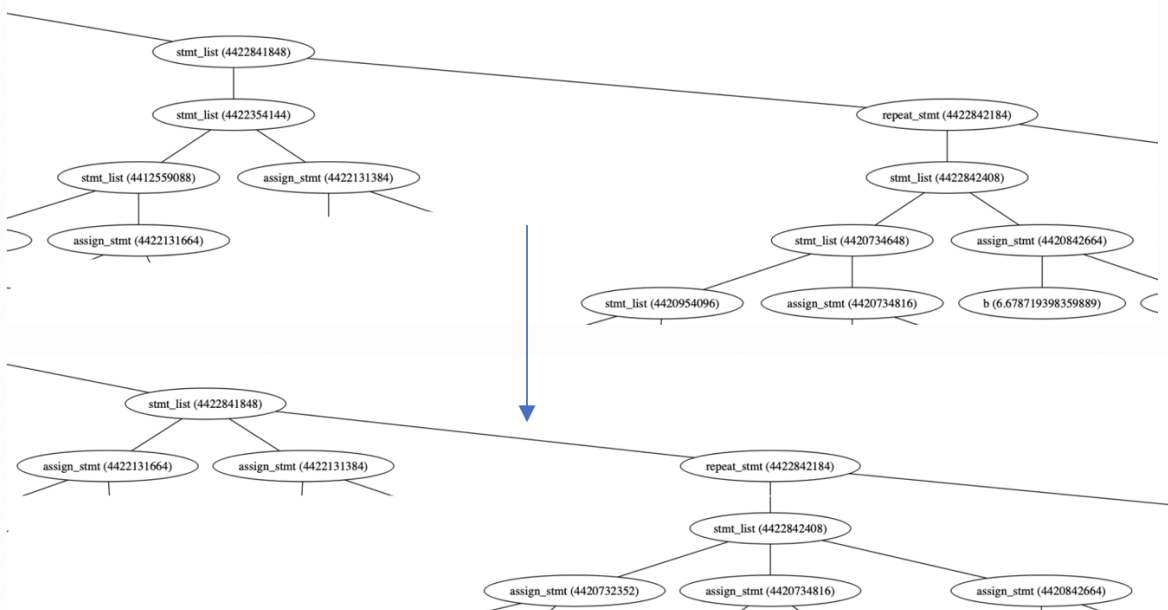 stmt_list (4422841848)
stmt_list (4422354144)
repeat_stmt (4422842184)
stmt_list (4412559088)
assign_stmt (4422131384)
stmt_list (4422842408)
assign_stmt (4422131664)
stmt_list (4420734648)
assign_stmt (4420842664)
stmt_list (4420954096)
assign_stmt (4420734816)
b (6.678719398359889)
stmt_list (4422841848)
assign_stmt (4422131664)
assign_stmt (4422131384)
repeat_stmt (4422842184)
stmt_list (4422842408)
assign_stmt (4420732352)
assign_stmt (4420734816)
assign_stmt (4420842664)